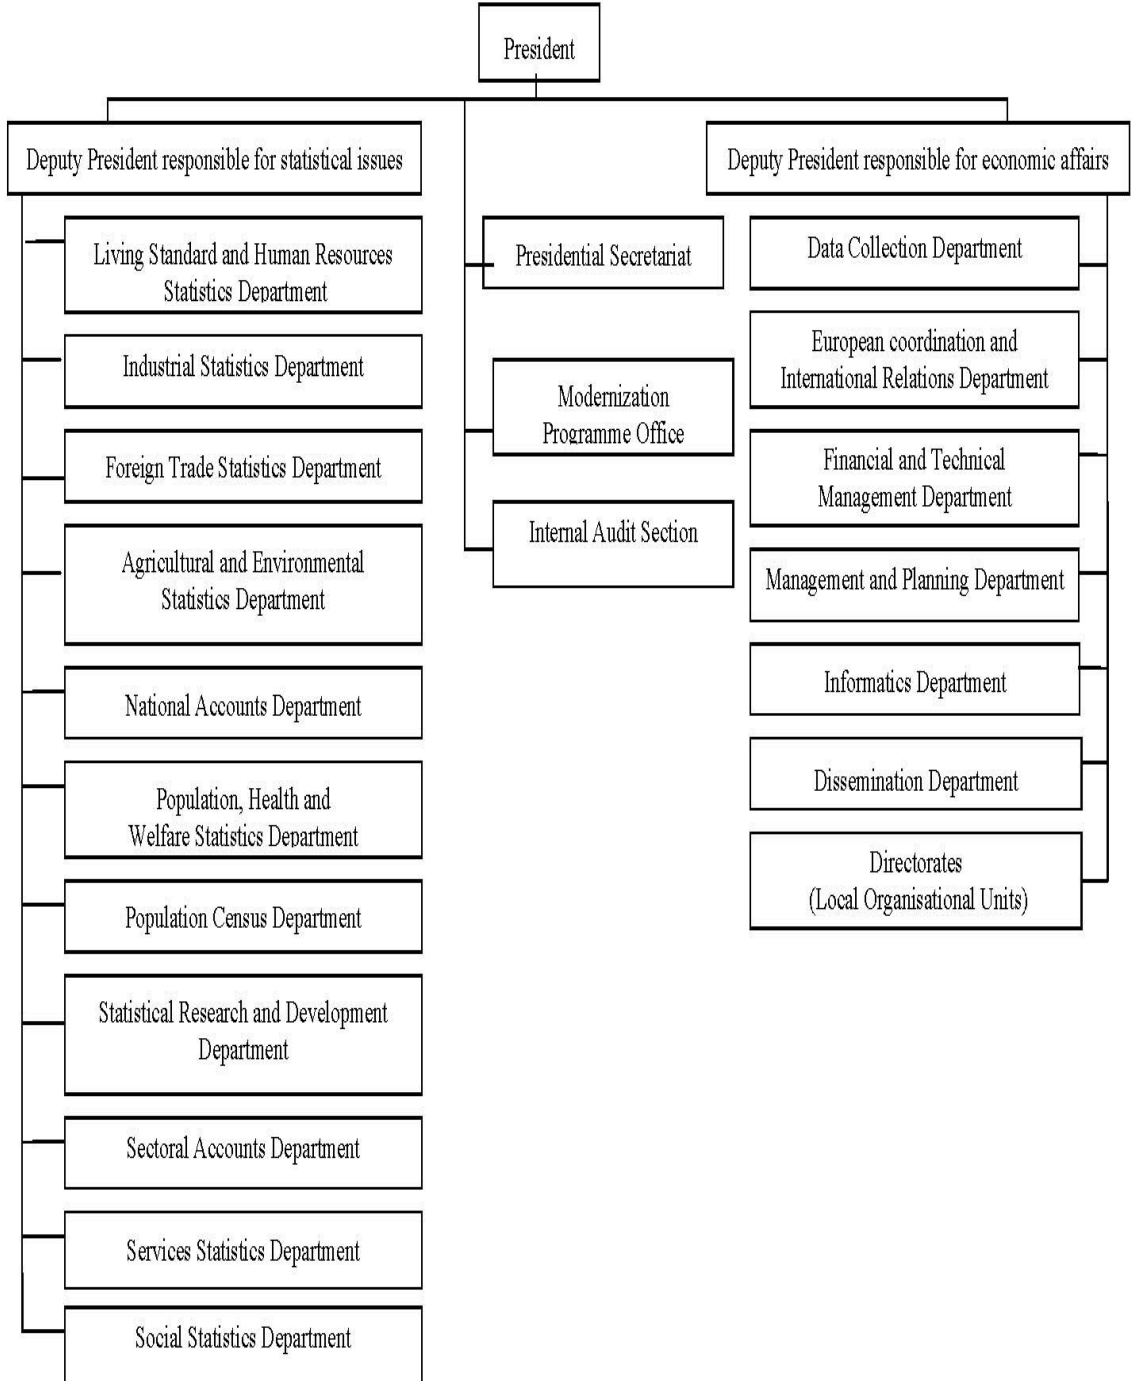 President
Deputy President responsible for statistical issues
Deputy President responsible for economic affairs
Living Standard and Human Resources
Statistics Department
Industrial Statistics Department
Foreign Trade Statistics Department
Agricultural and Environmental
Statistics Department
National Accounts Department
Population, Health and
Welfare Statistics Department
Population Census Department
Statistical Research and Development
Department
Sectoral Accounts Department
Services Statistics Department
Social Statistics Department
Presidential Secretariat
Modernization
Programme Office
Internal Audit Section
Data Collection Department
European coordination and
International Relations Department
Financial and Technical
Management Department
Management and Planning Department
Informatics Department
Dissemination Department
Directorates
(Local Organisational Units)